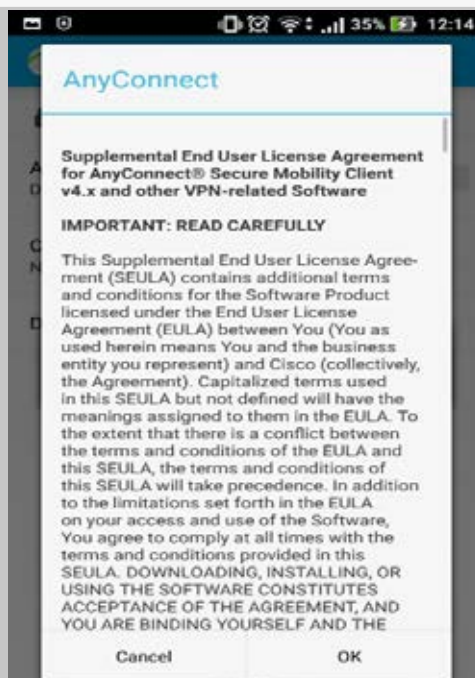 35% 12:14
AnyConnect
Supplemental End User License Agreement
for AnyConnect® Secure Mobility Client
v4.x and other VPN-related Software
IMPORTANT: READ CAREFULLY
This Supplemental End User License Agree-
ment (SEULA) contains additional terms
and conditions for the Software Product
licensed under the End User License
Agreement (EULA) between You (You as
used herein means You and the business
entity you represent) and Cisco (collectively,
the Agreement). Capitalized terms used
in this SEULA but not defined will have the
meanings assigned to them in the EULA. To
the extent that there is a conflict between
the terms and conditions of the EULA and
this SEULA, the terms and conditions of
this SEULA will take precedence. In addition
to the limitations set forth in the EULA
on your access and use of the Software,
You agree to comply at all times with the
terms and conditions provided in this
SEULA. DOWNLOADING, INSTALLING, OR
USING THE SOFTWARE CONSTITUTES
ACCEPTANCE OF THE AGREEMENT, AND
YOU ARE BINDING YOURSELF AND THE
Cancel OK